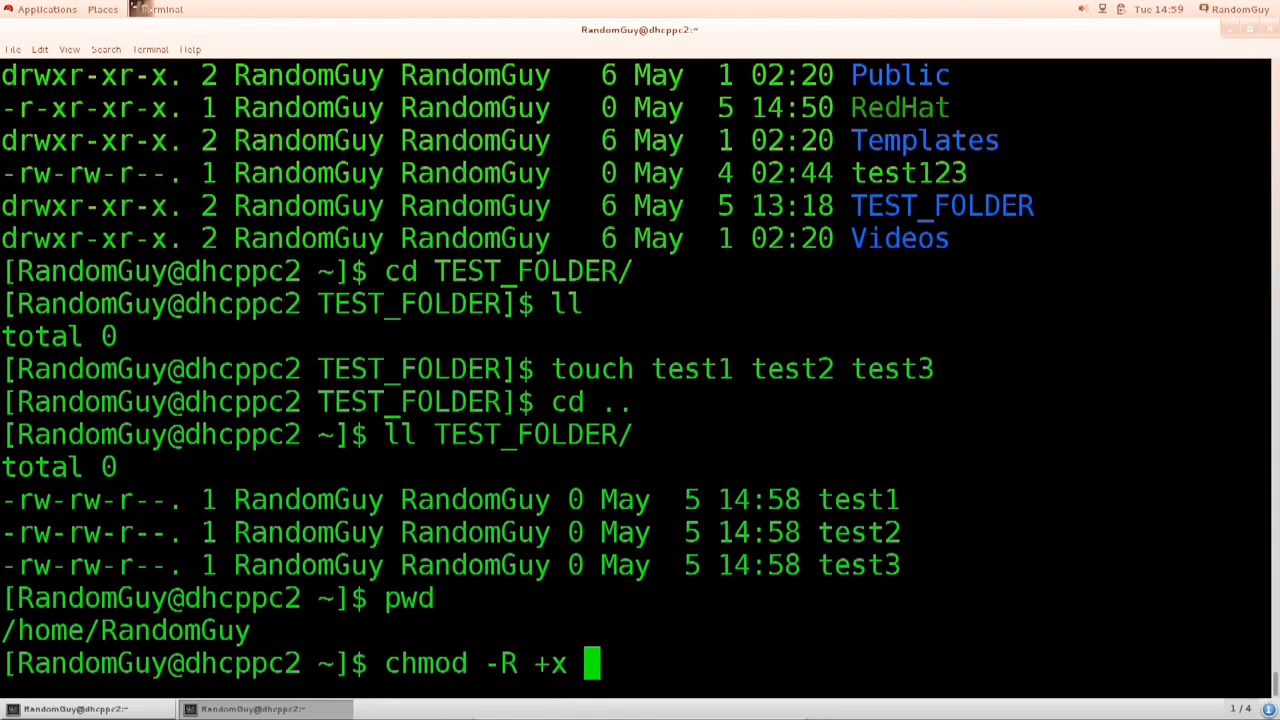 Applications Places Terminal Tue 14:59 RandomGuy
RandomGuy@dhcppc2:~
File Edit View Search Terminal Help
drwxr-xr-x. 2 RandomGuy RandomGuy 6 May 1 02:20 Public
-r-xr-xr-x. 1 RandomGuy RandomGuy 0 May 5 14:50 RedHat
drwxr-xr-x. 2 RandomGuy RandomGuy 6 May 1 02:20 Templates
-rw-rw-r--. 1 RandomGuy RandomGuy 0 May 4 02:44 test123
drwxr-xr-x. 2 RandomGuy RandomGuy 6 May 5 13:18 TEST_FOLDER
drwxr-xr-x. 2 RandomGuy RandomGuy 6 May 1 02:20 Videos
[RandomGuy@dhcppc2 ~]$ cd TEST_FOLDER/
[RandomGuy@dhcppc2 TEST_FOLDER]$ ll
total 0
[RandomGuy@dhcppc2 TEST_FOLDER]$ touch test1 test2 test3
[RandomGuy@dhcppc2 TEST_FOLDER]$ cd ..
[RandomGuy@dhcppc2 ~]$ ll TEST_FOLDER/
total 0
-rw-rw-r--. 1 RandomGuy RandomGuy 0 May 5 14:58 test1
-rw-rw-r--. 1 RandomGuy RandomGuy 0 May 5 14:58 test2
-rw-rw-r--. 1 RandomGuy RandomGuy 0 May 5 14:58 test3
[RandomGuy@dhcppc2 ~]$ pwd
/home/RandomGuy
[RandomGuy@dhcppc2 ~]$ chmod -R +x
RandomGuy@dhcppc2:~ RandomGuy@dhcppc2:~ 1 / 4